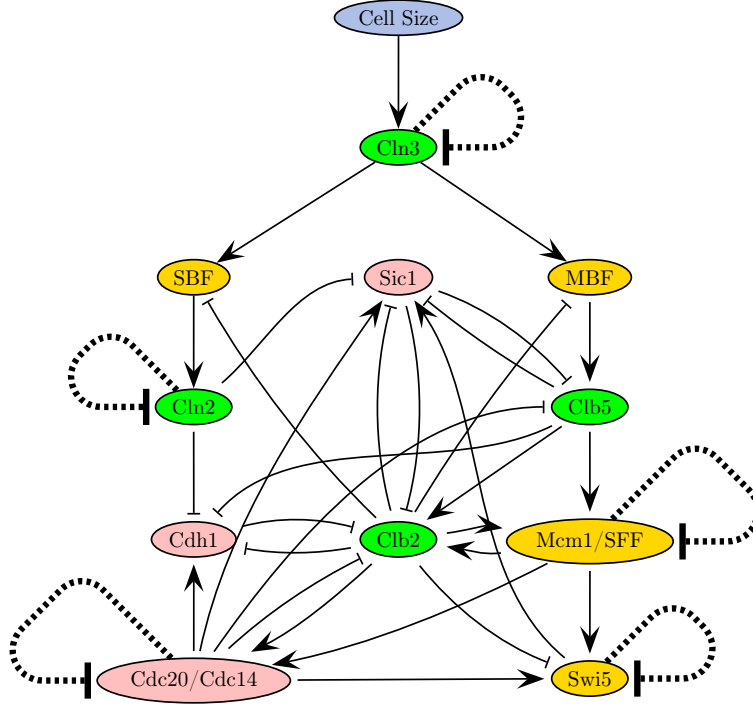 Cell Size
Cln3
SBF
Sic1
MBF
Cln2
Clb5
Cdh1
Clb2
Mcm1/SFF
Cdc20/Cdc14
Swi5